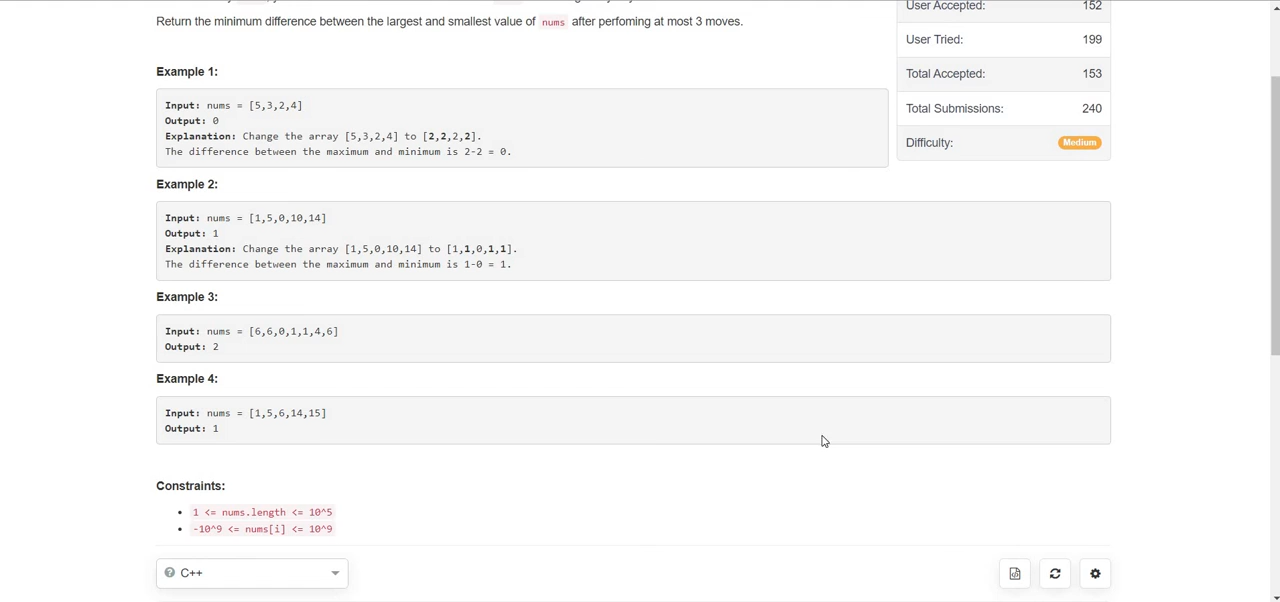 User Accepted: 152
Return the minimum difference between the largest and smallest value of nums after perfoming at most 3 moves.
User Tried: 199
Total Accepted: 153
Total Submissions: 240
Difficulty: Medium
Example 1:
Input: nums = [5,3,2,4]
Output: 0
Explanation: Change the array [5,3,2,4] to [2,2,2,2].
The difference between the maximum and minimum is 2-2 = 0.
Example 2:
Input: nums = [1,5,0,10,14]
Output: 1
Explanation: Change the array [1,5,0,10,14] to [1,1,0,1,1].
The difference between the maximum and minimum is 1-0 = 1.
Example 3:
Input: nums = [6,6,0,1,1,4,6]
Output: 2
Example 4:
Input: nums = [1,5,6,14,15]
Output: 1
Constraints:
1 <= nums.length <= 10^5
-10^9 <= nums[i] <= 10^9
C++